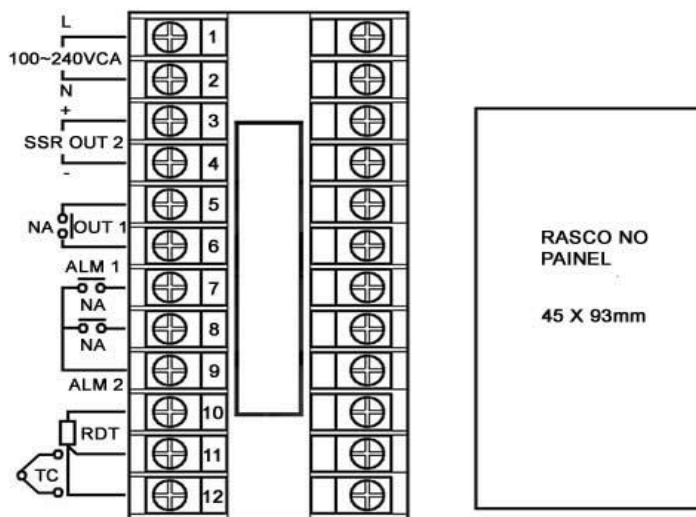 L
100~240VCA
N
+
SSR OUT 2
-
NA OUT 1
ALM 1
NA
NA
ALM 2
RDT
TC
1
2
3
4
5
6
7
8
9
10
11
12
RASCO NO
PAINEL
45 X 93mm